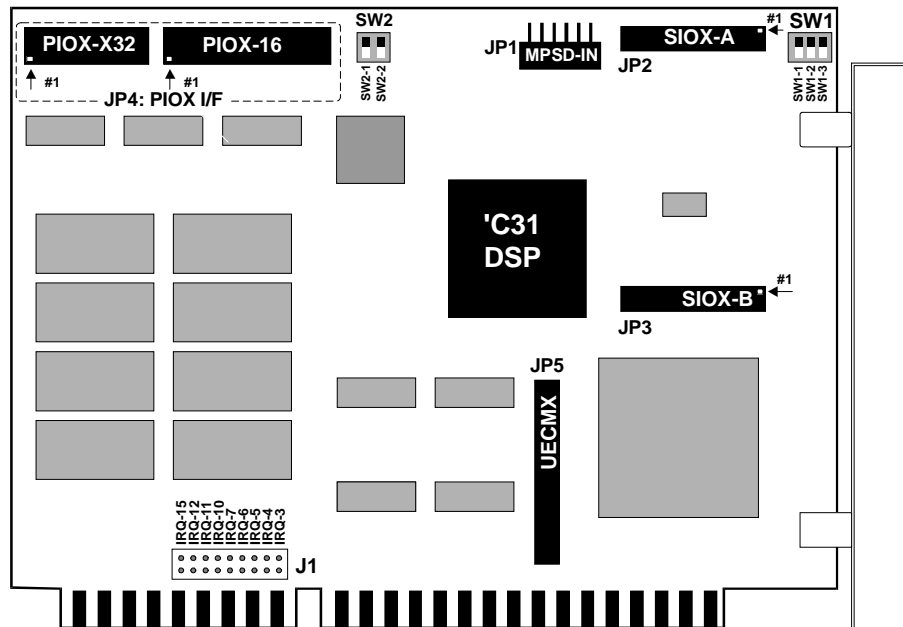 SW2
SW1
PIOX-X32
PIOX-16
SIOX-A
#1
JP1
MPSD-IN
JP2
#1
#1
SW2-1
SW2-2
SW1-1
SW1-2
SW1-3
JP4: PIOX I/F
'C31
DSP
#1
SIOX-B
JP3
JP5
UECMX
IRQ-15
IRQ-12
IRQ-11
IRQ-10
IRQ-7
IRQ-6
IRQ-5
IRQ-4
IRQ-3
J1